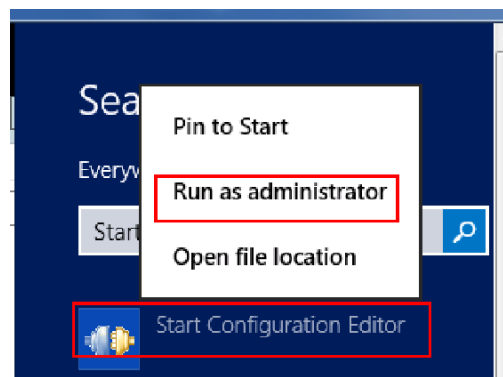 Sea
Pin to Start
Everyw
Run as administrator
Start
Open file location
Start Configuration Editor